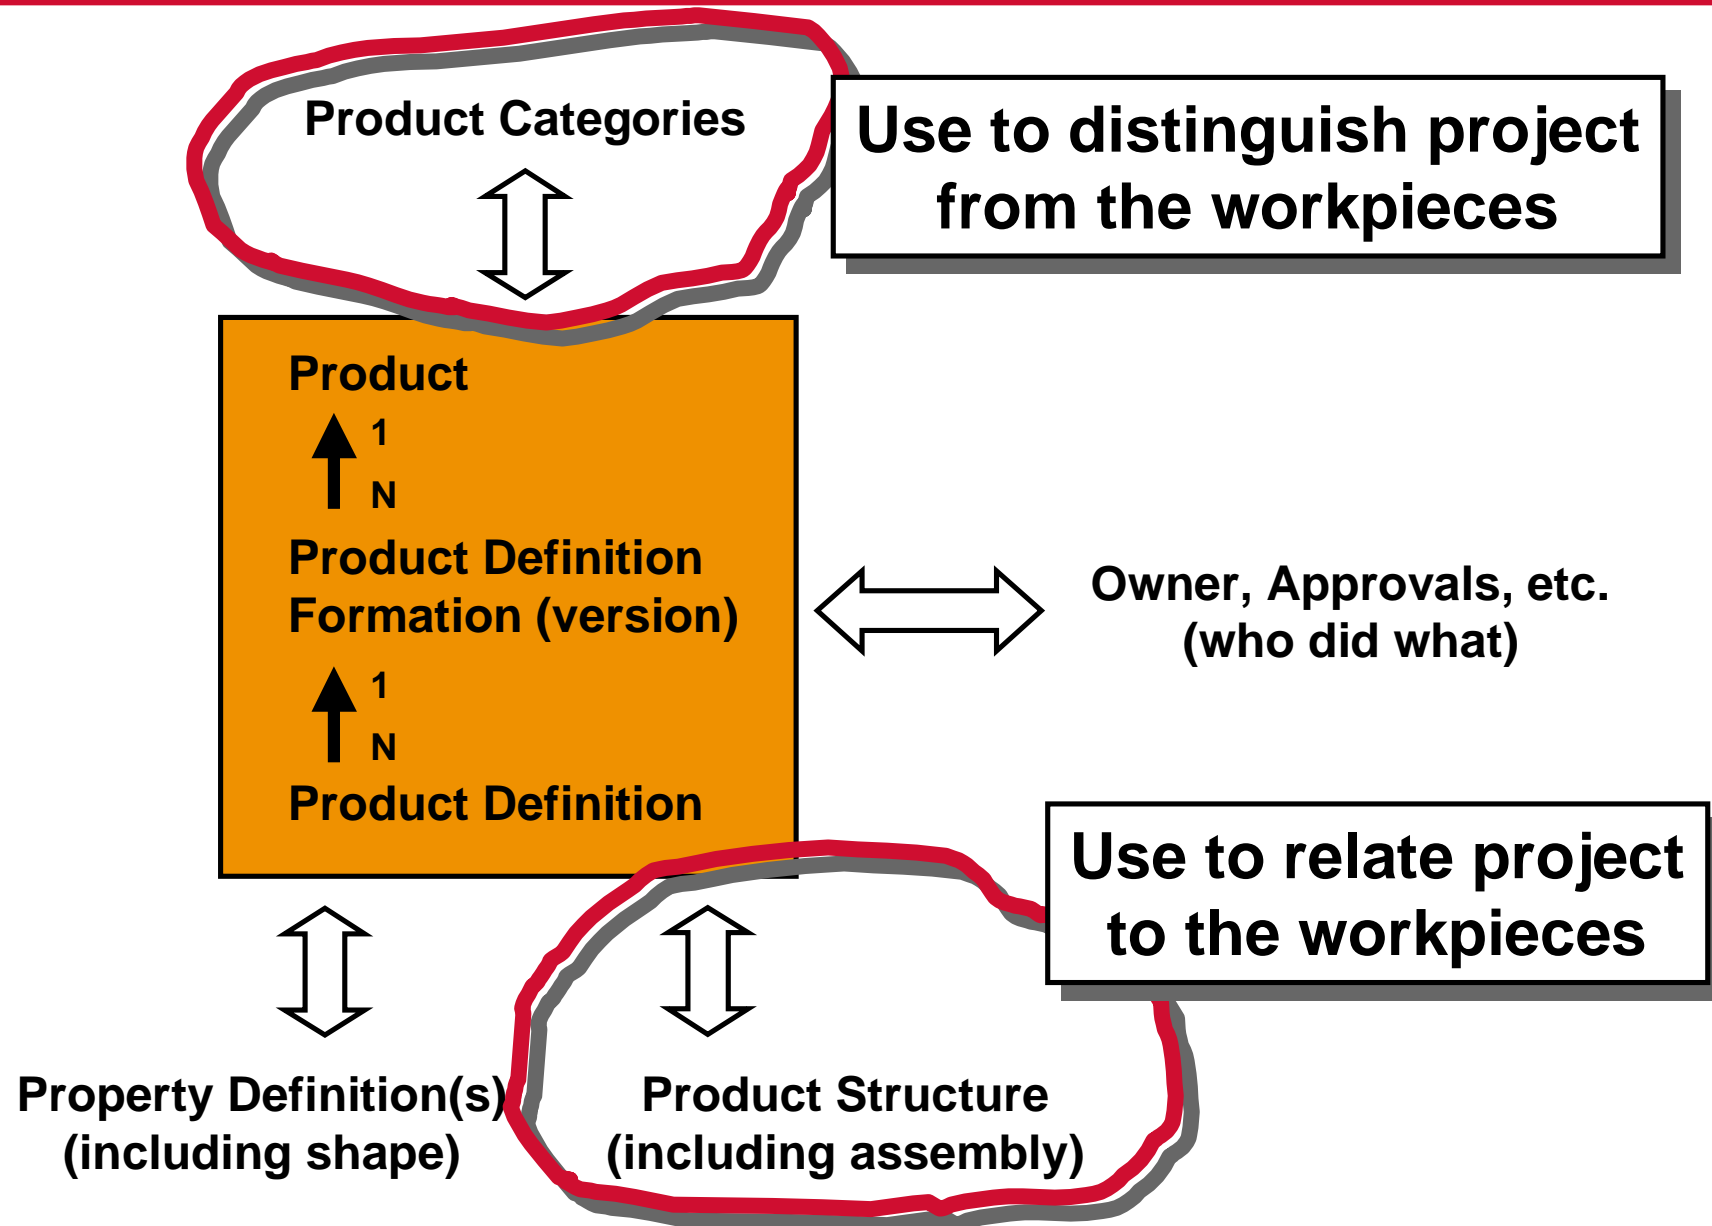 Product Categories
Use to distinguish project
from the workpieces
Product
1
N
Product Definition
Formation (version)
1
N
Product Definition
Owner, Approvals, etc.
(who did what)
Use to relate project
to the workpieces
Property Definition(s)
(including shape)
Product Structure
(including assembly)